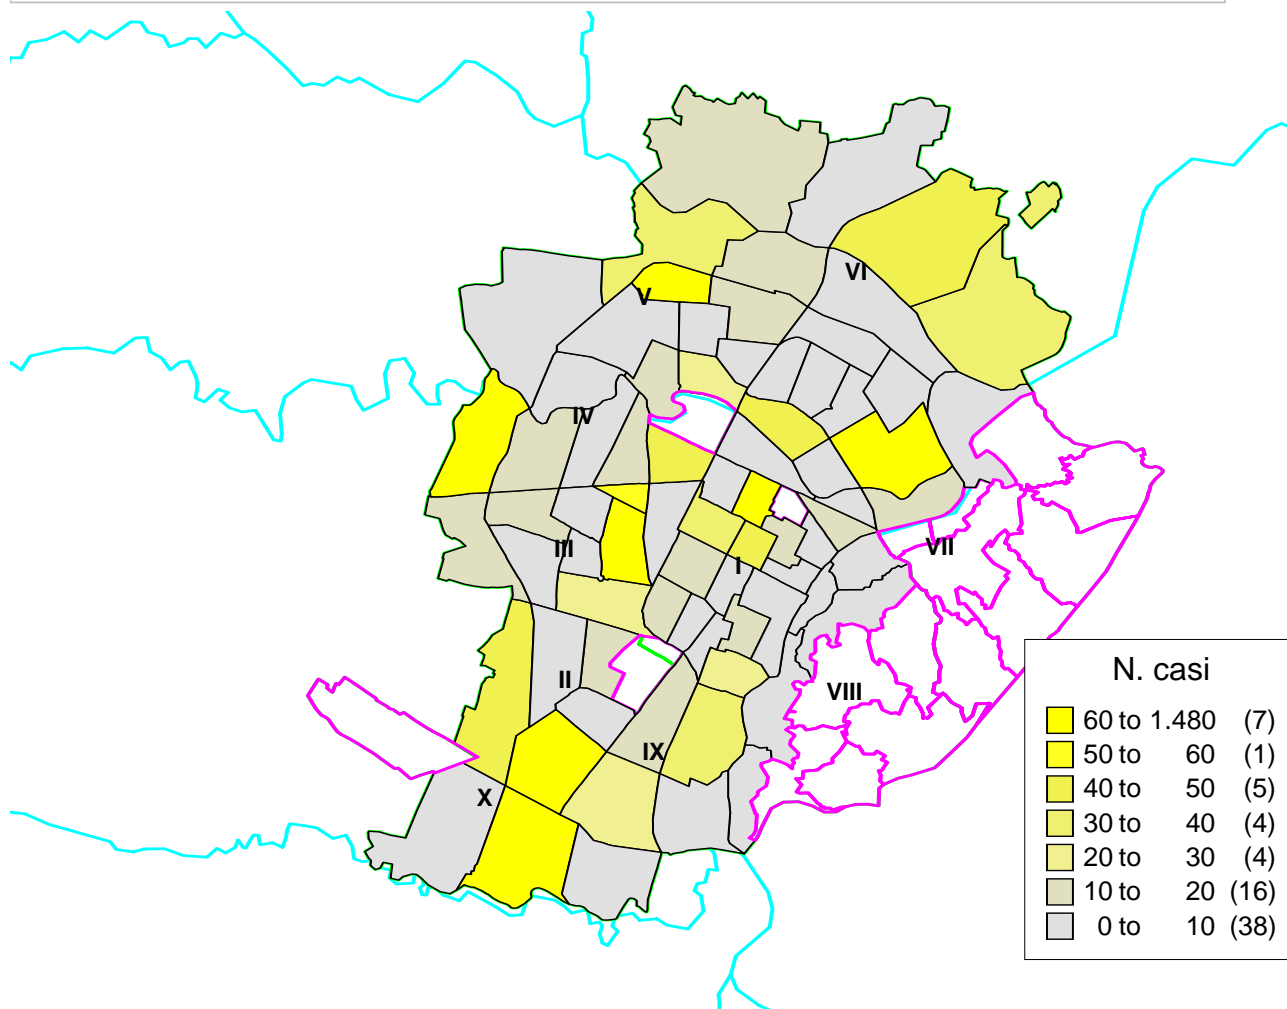 VI
V
IV
III
VII
I
II
VIII
IX
X
N. casi
60 to 1.480 (7)
50 to 60 (1)
40 to 50 (5)
30 to 40 (4)
20 to 30 (4)
10 to 20 (16)
0 to 10 (38)